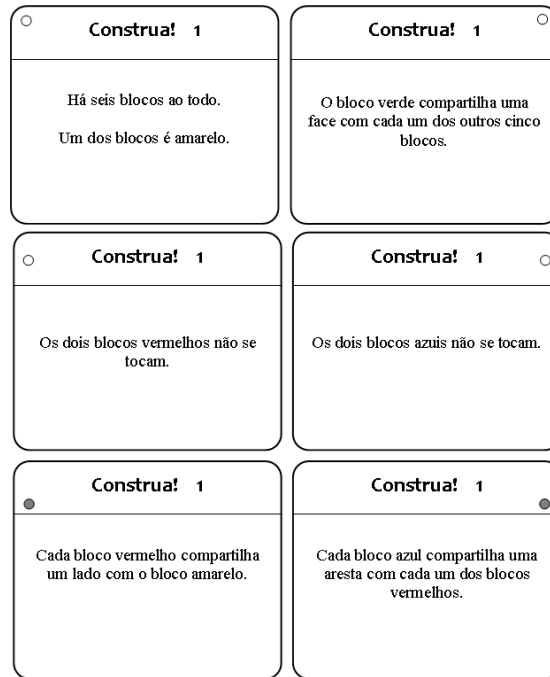 Construa! 1
Há seis blocos ao todo.
Um dos blocos é amarelo.
Construa! 1
O bloco verde compartilha uma
face com cada um dos outros cinco
blocos.
Construa! 1
Os dois blocos vermelhos não se
tocam.
Construa! 1
Os dois blocos azuis não se tocam.
Construa! 1
Cada bloco vermelho compartilha
um lado com o bloco amarelo.
Construa! 1
Cada bloco azul compartilha uma
aresta com cada um dos blocos
vermelhos.